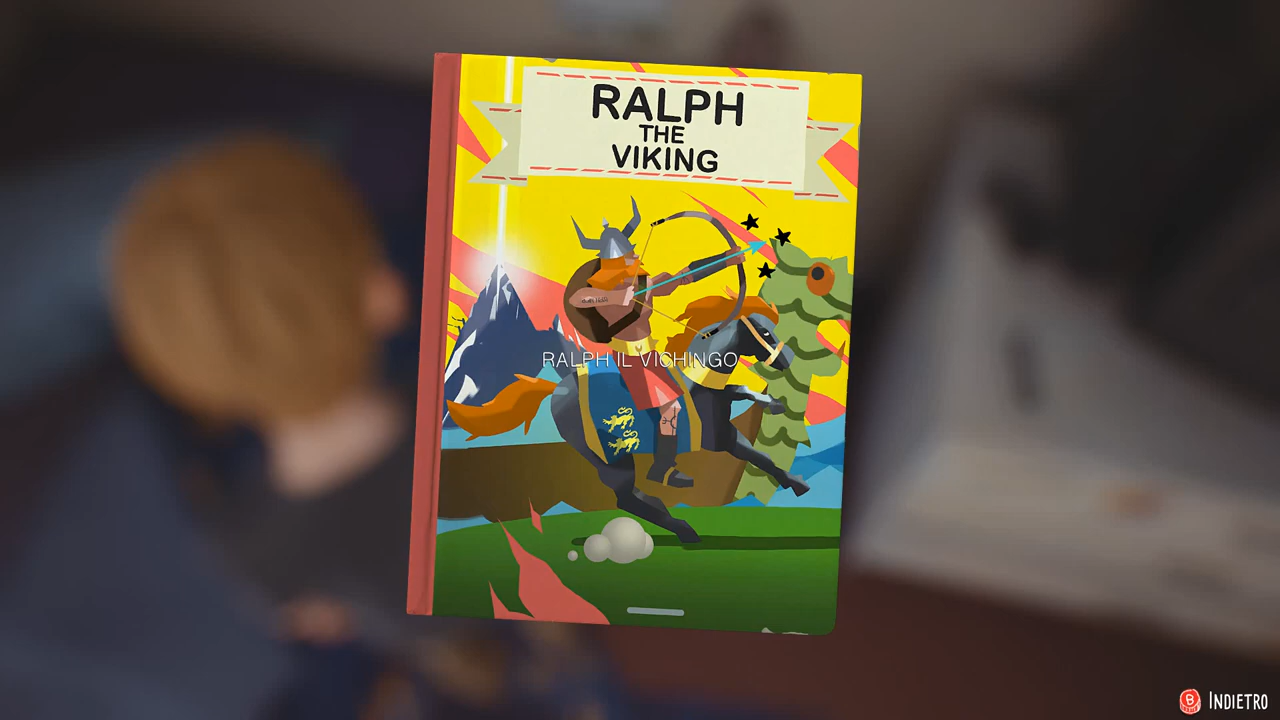 RALPH
THE
VIKING
RALPH IL VICHINGO
B INDIETRO